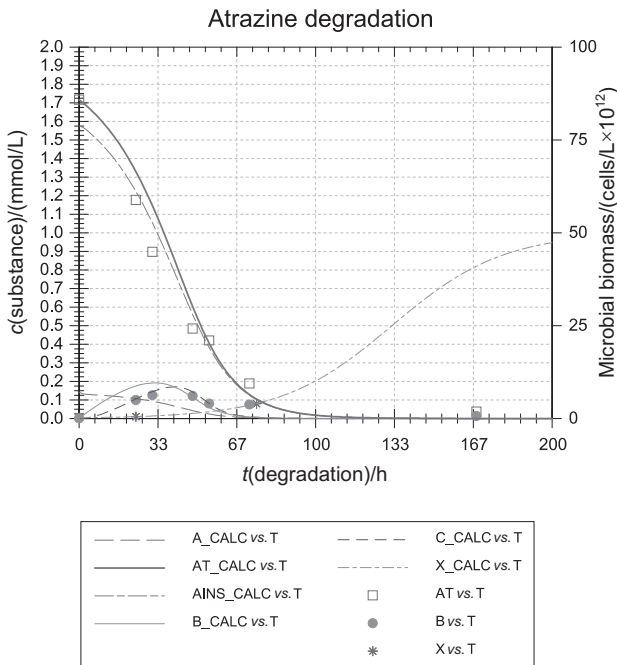 Atrazine degradation
c(substance)/(mmol/L)
2.0
1.9
1.8
1.7
1.6
1.5
1.4
1.3
1.2
1.1
1.0
0.9
0.8
0.7
0.6
0.5
0.4
0.3
0.2
0.1
0.0
100
75
50
25
0
Microbial biomass/(cells/L×10¹²)
0 33 67 100 133 167 200
t(degradation)/h
A_CALC vs. T
AT_CALC vs. T
AINS_CALC vs. T
B_CALC vs. T
C_CALC vs. T
X_CALC vs. T
AT vs. T
B vs. T
X vs. T